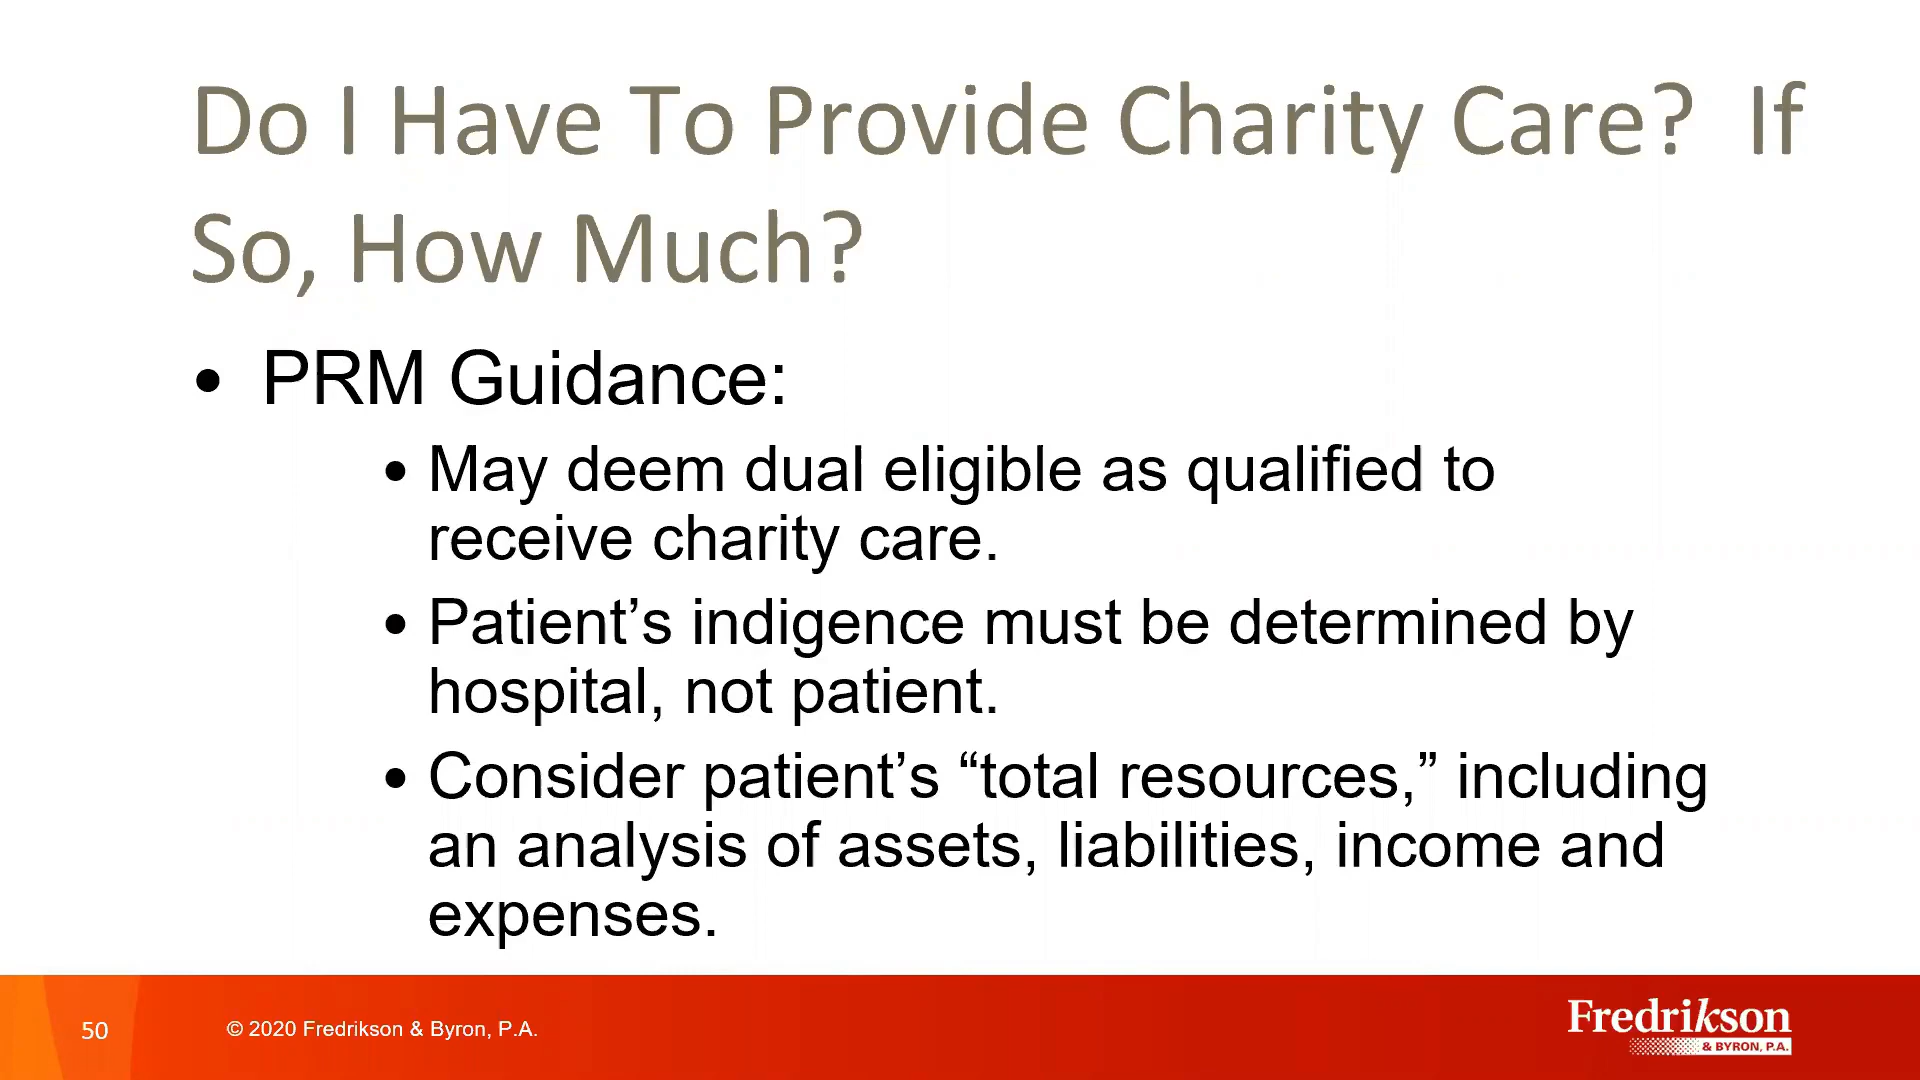 Do I Have To Provide Charity Care?  If
So, How Much?
• PRM Guidance:
• May deem dual eligible as qualified to
receive charity care.
• Patient’s indigence must be determined by
hospital, not patient.
• Consider patient’s “total resources,” including
an analysis of assets, liabilities, income and
expenses.
50
© 2020 Fredrikson & Byron, P.A.
Fredrikson
& BYRON, P.A.